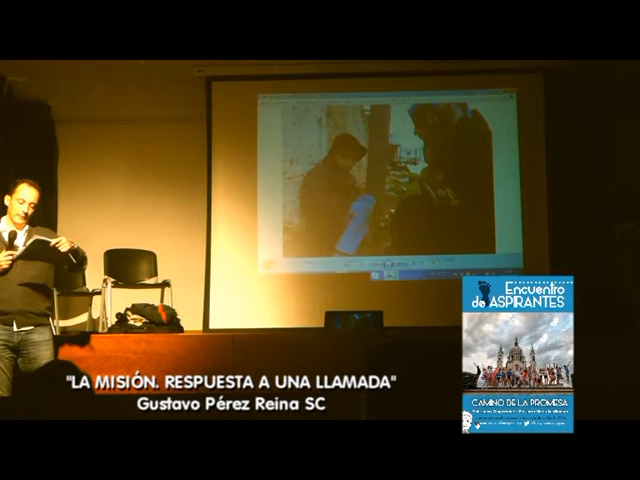 "LA MISIÓN. RESPUESTA A UNA LLAMADA"
Gustavo Pérez Reina SC
Encuentro
de ASPIRANTES
CAMINO DE LA PROMESA